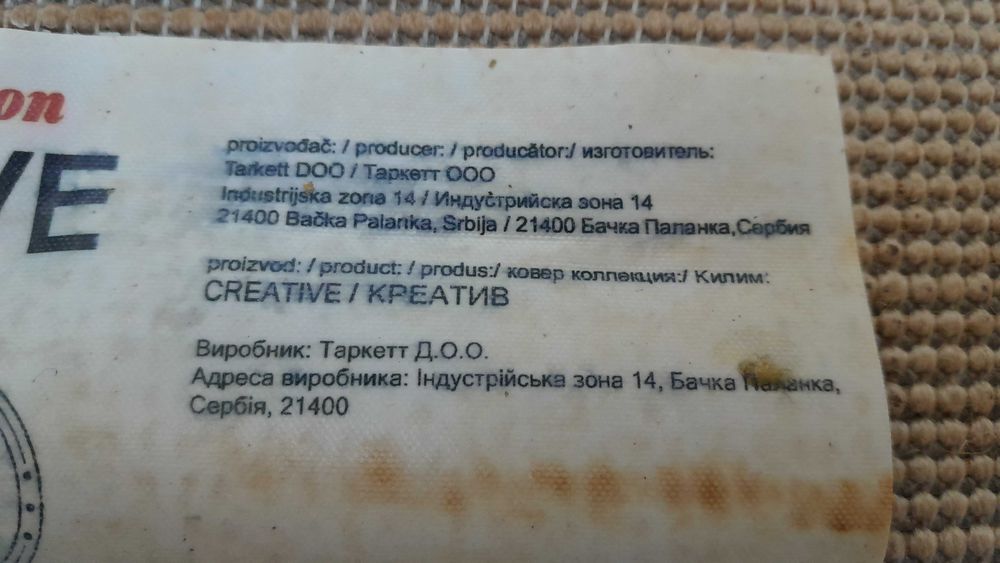 on
VE
proizvođač: / producer: / producător:/ изготовитель:
Tarkett DOO / Таркетт ООО
Industrijska zona 14 / Индустрийска зона 14
21400 Bačka Palanka, Srbija / 21400 Бачка Паланка,Сербия
proizvod: / product: / produs:/ ковер коллекция:/ Килим:
CREATIVE / КРЕАТИВ
Виробник: Таркетт Д.О.О.
Адреса виробника: Індустрійська зона 14, Бачка Паланка,
Сербія, 21400